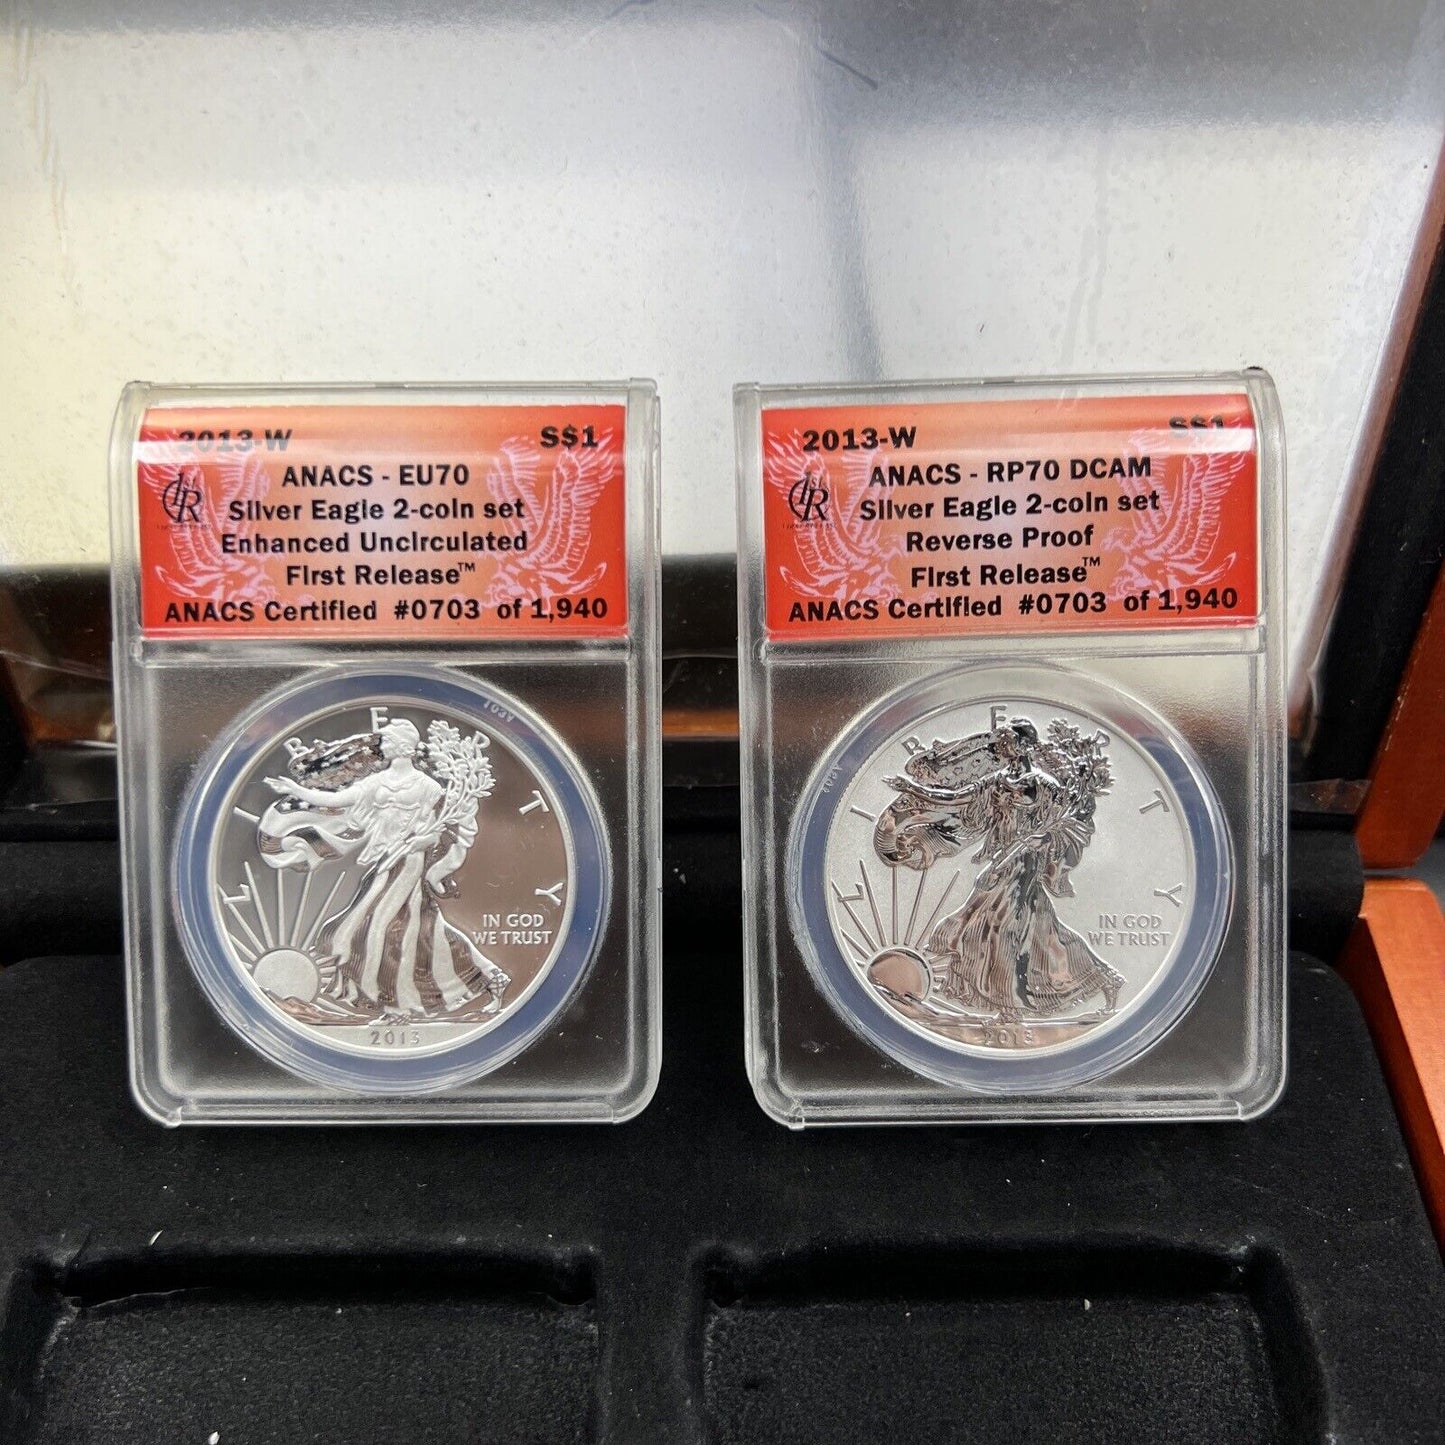 2013-W S$1
ANACS - EU70
1st R
Silver Eagle 2-coin set
Enhanced Uncirculated
First Release™
ANACS Certified #0703 of 1,940
LIBERTY
IN GOD
WE TRUST
2013
2013-W S$1
ANACS - RP70 DCAM
1st R
Silver Eagle 2-coin set
Reverse Proof
First Release™
ANACS Certified #0703 of 1,940
LIBERTY
IN GOD
WE TRUST
2013